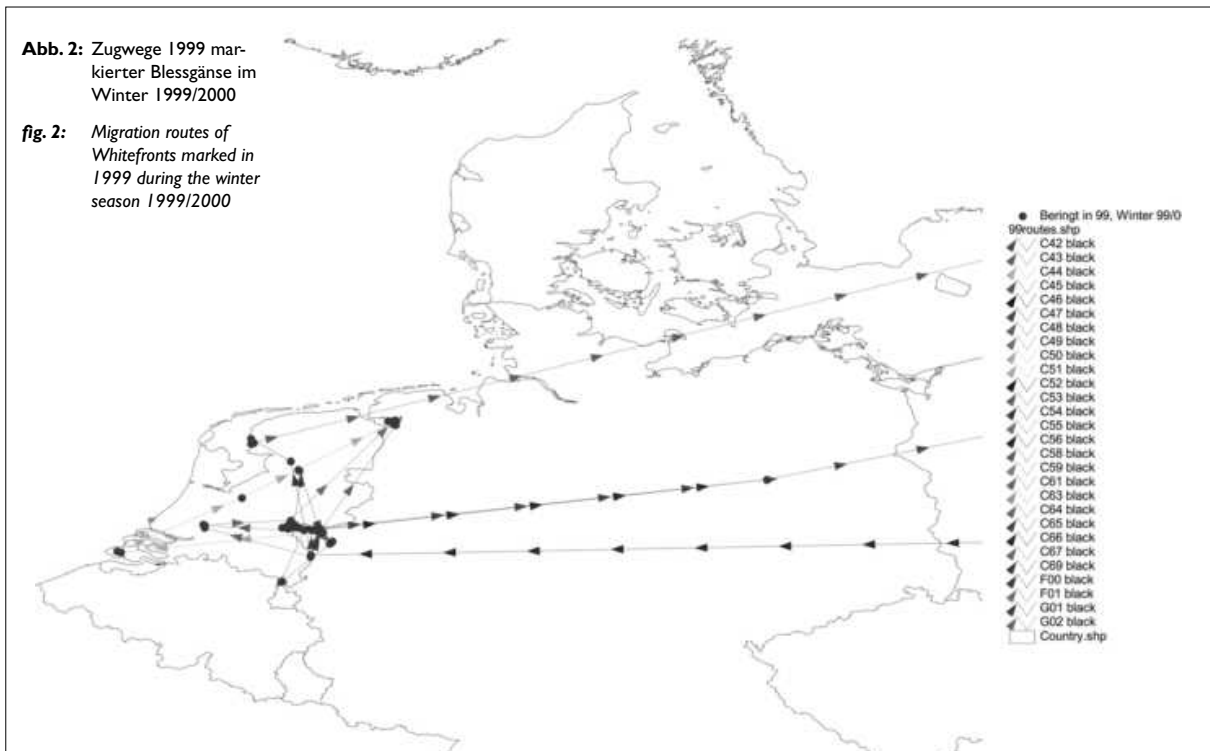 Abb. 2: Zugwege 1999 mar-
kierter Blessgänse im
Winter 1999/2000
fig. 2: Migration routes of
Whitefronts marked in
1999 during the winter
season 1999/2000
Beringt in 99, Winter 99/0
99routes.shp
C42 black
C43 black
C44 black
C45 black
C46 black
C47 black
C48 black
C49 black
C50 black
C51 black
C52 black
C53 black
C54 black
C55 black
C56 black
C58 black
C59 black
C61 black
C63 black
C64 black
C65 black
C66 black
C67 black
C69 black
F00 black
F01 black
G01 black
G02 black
Country.shp